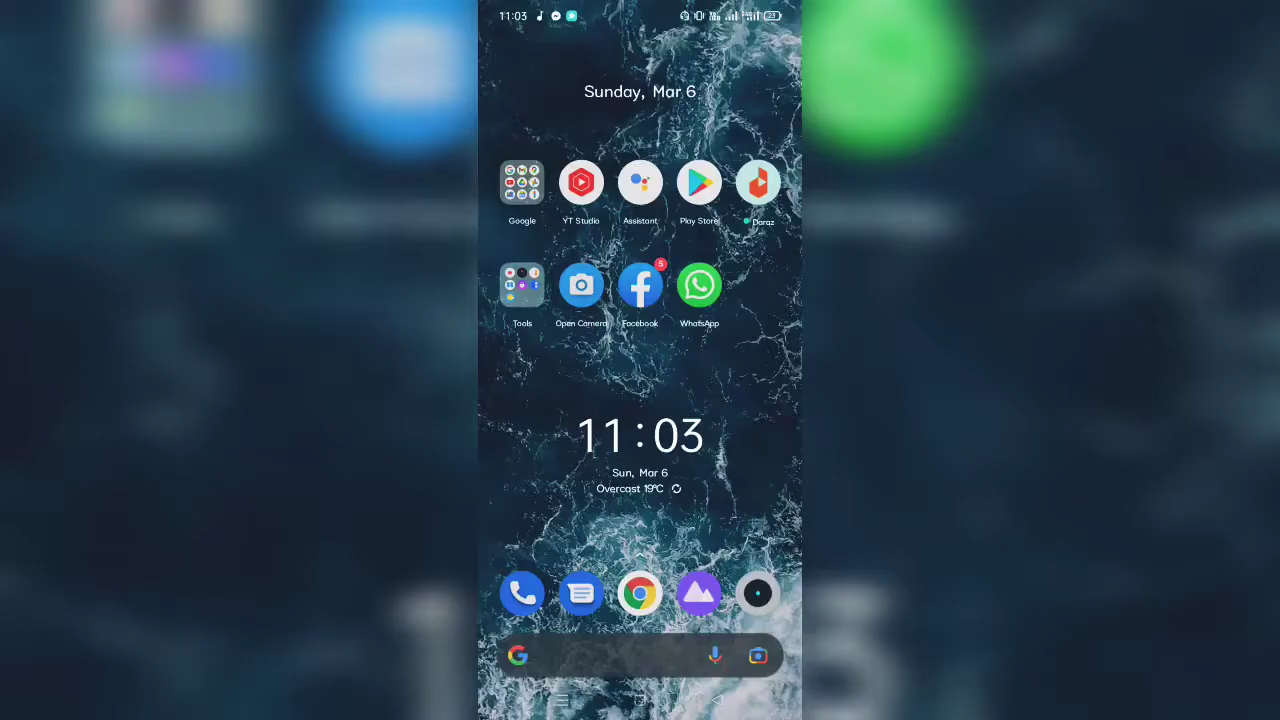 11:03
23
Sunday, Mar 6
Google
YT Studio
Assistant
Play Store
Daraz
5
Tools
Open Camera
Facebook
WhatsApp
11:03
Sun, Mar 6
Overcast 19°C